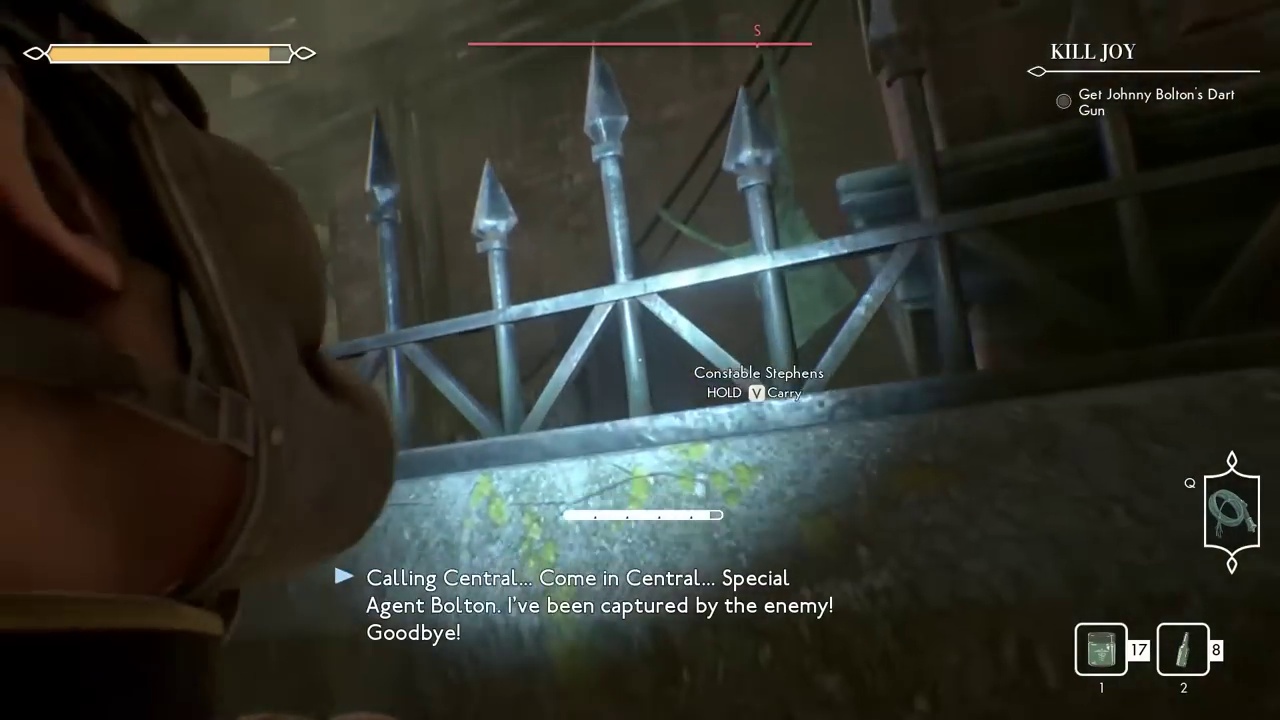 S
KILL JOY
Get Johnny Bolton's Dart
Gun
Constable Stephens
HOLD V Carry
Q
Calling Central... Come in Central... Special
Agent Bolton. I've been captured by the enemy!
Goodbye!
17
8
1
2